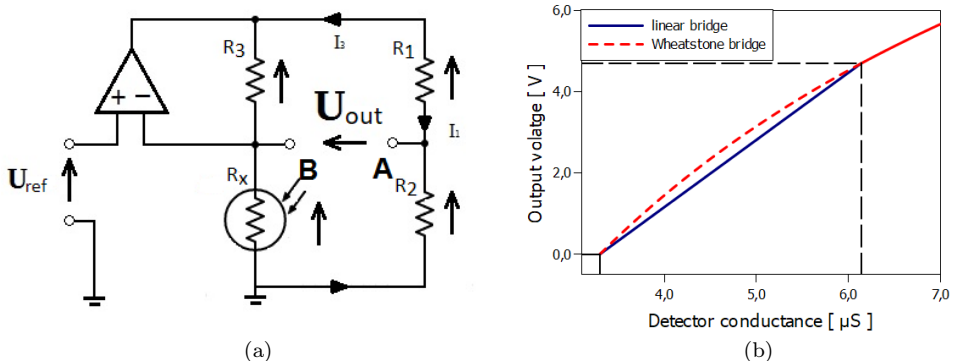 R3
I3
R1
+ −
Uout
I1
Uref
B
A
Rx
R2
(a)
linear bridge
Wheatstone bridge
Output volatge [ V ]
6,0
4,0
2,0
0,0
4,0 5,0 6,0 7,0
Detector conductance [ µS ]
(b)